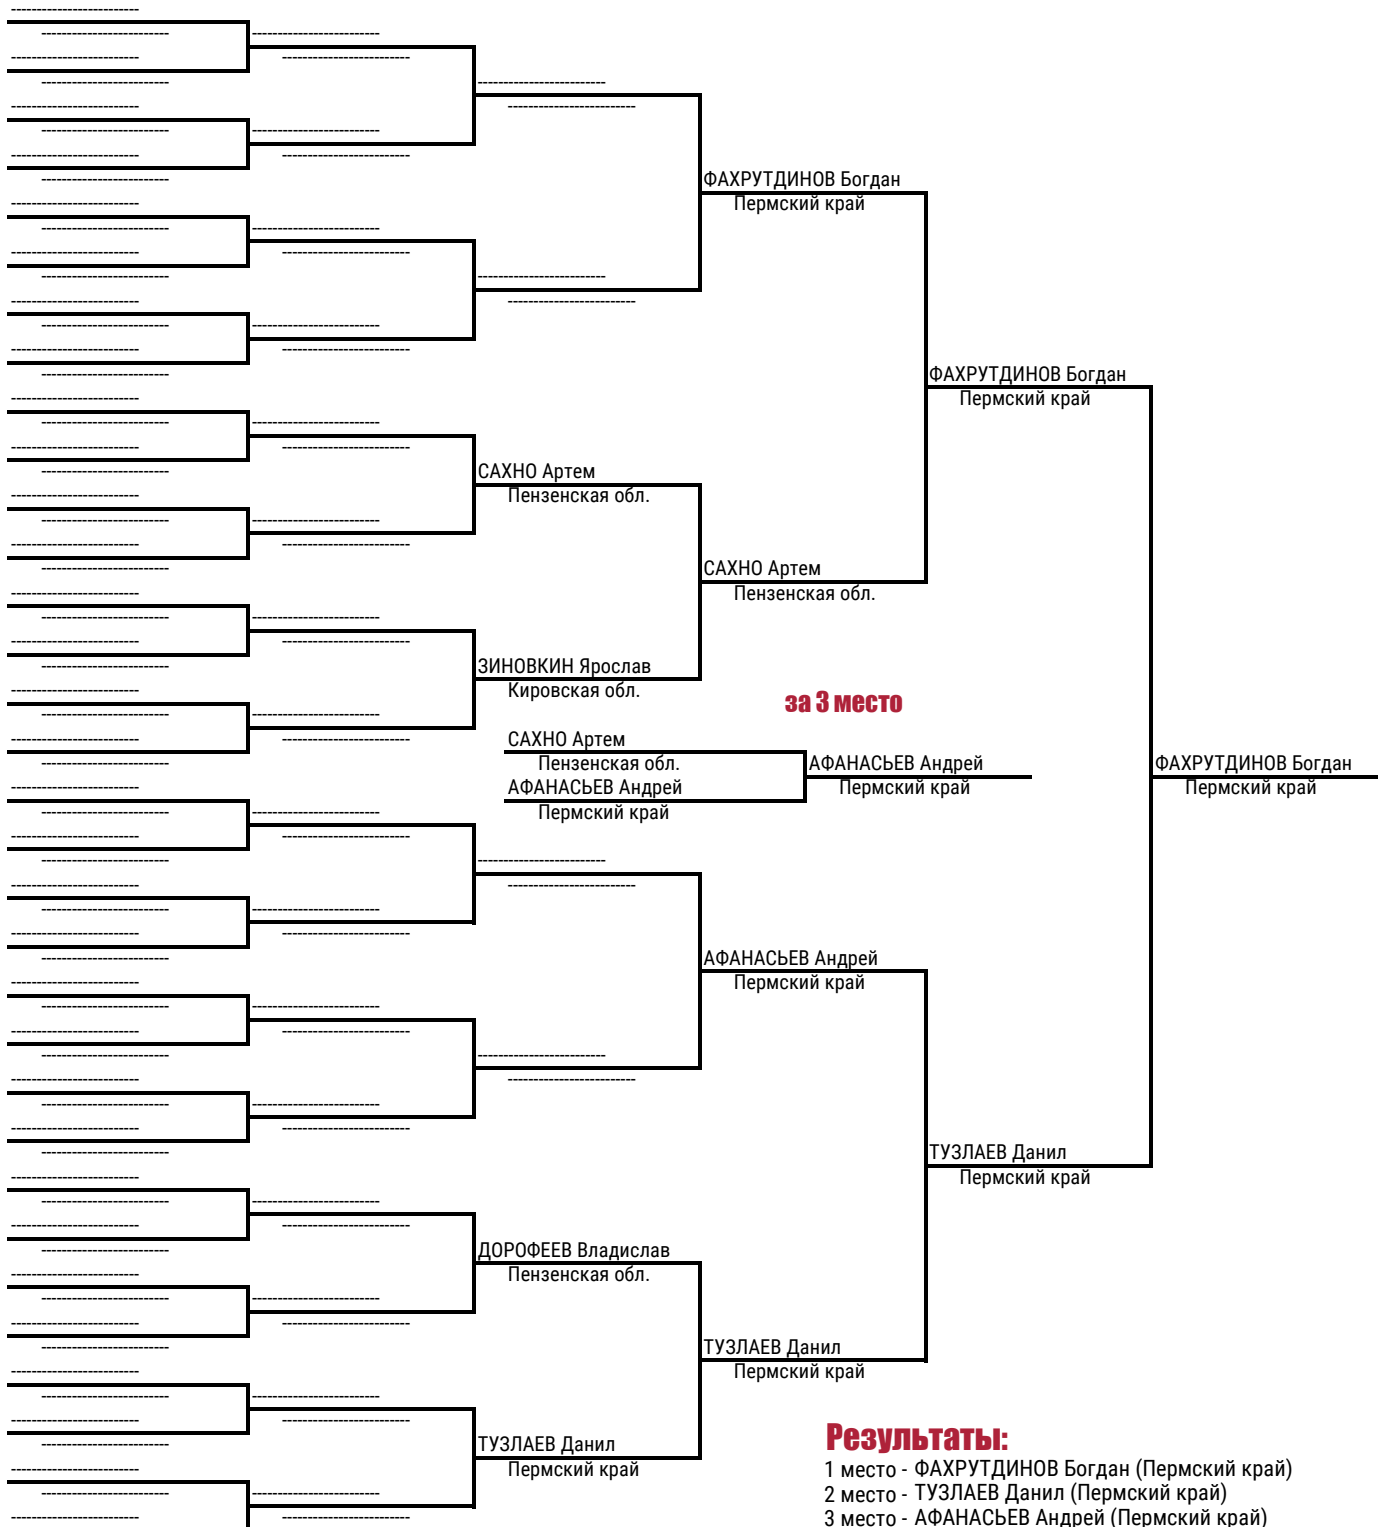 ФАХРУТДИНОВ Богдан
Пермский край
ФАХРУТДИНОВ Богдан
Пермский край
САХНО Артем
Пензенская обл.
САХНО Артем
Пензенская обл.
ЗИНОВКИН Ярослав
Кировская обл.
за 3 место
САХНО Артем
Пензенская обл.
АФАНАСЬЕВ Андрей
Пермский край
АФАНАСЬЕВ Андрей
Пермский край
ФАХРУТДИНОВ Богдан
Пермский край
АФАНАСЬЕВ Андрей
Пермский край
ТУЗЛАЕВ Данил
Пермский край
ДОРОФЕЕВ Владислав
Пензенская обл.
ТУЗЛАЕВ Данил
Пермский край
ТУЗЛАЕВ Данил
Пермский край
Результаты:
1 место - ФАХРУТДИНОВ Богдан (Пермский край)
2 место - ТУЗЛАЕВ Данил (Пермский край)
3 место - АФАНАСЬЕВ Андрей (Пермский край)